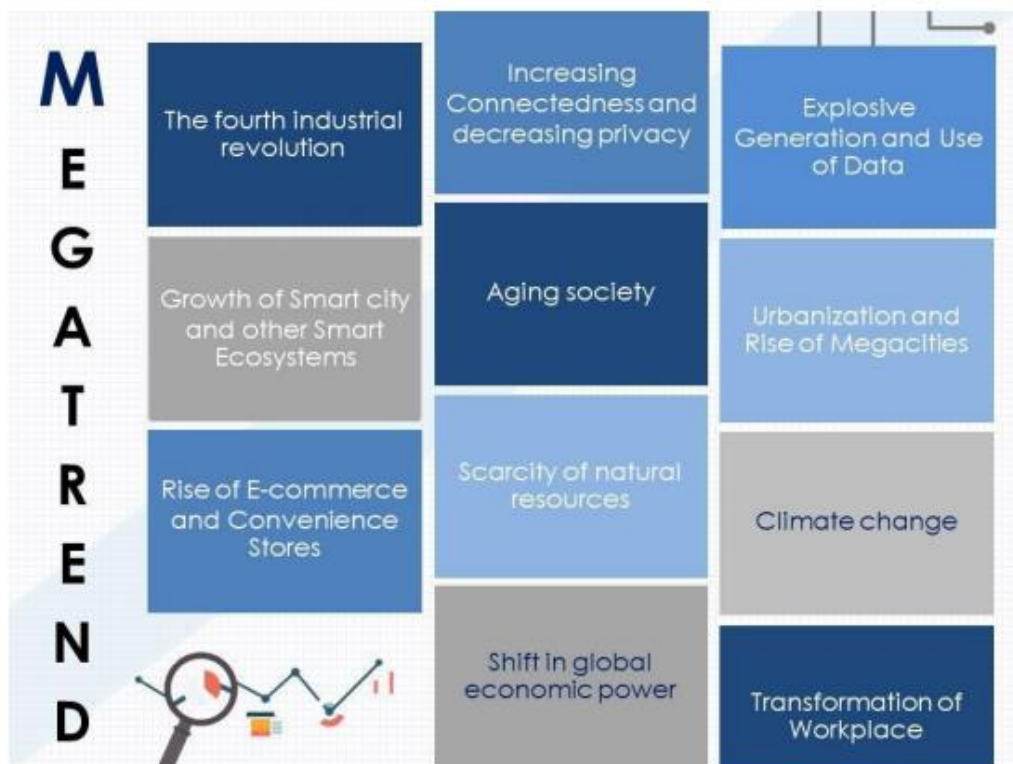 MEGATREND
The fourth industrial
revolution
Growth of Smart city
and other Smart
Ecosystems
Rise of E-commerce
and Convenience
Stores
Increasing
Connectedness and
decreasing privacy
Aging society
Scarcity of natural
resources
Shift in global
economic power
Explosive
Generation and Use
of Data
Urbanization and
Rise of Megacities
Climate change
Transformation of
Workplace